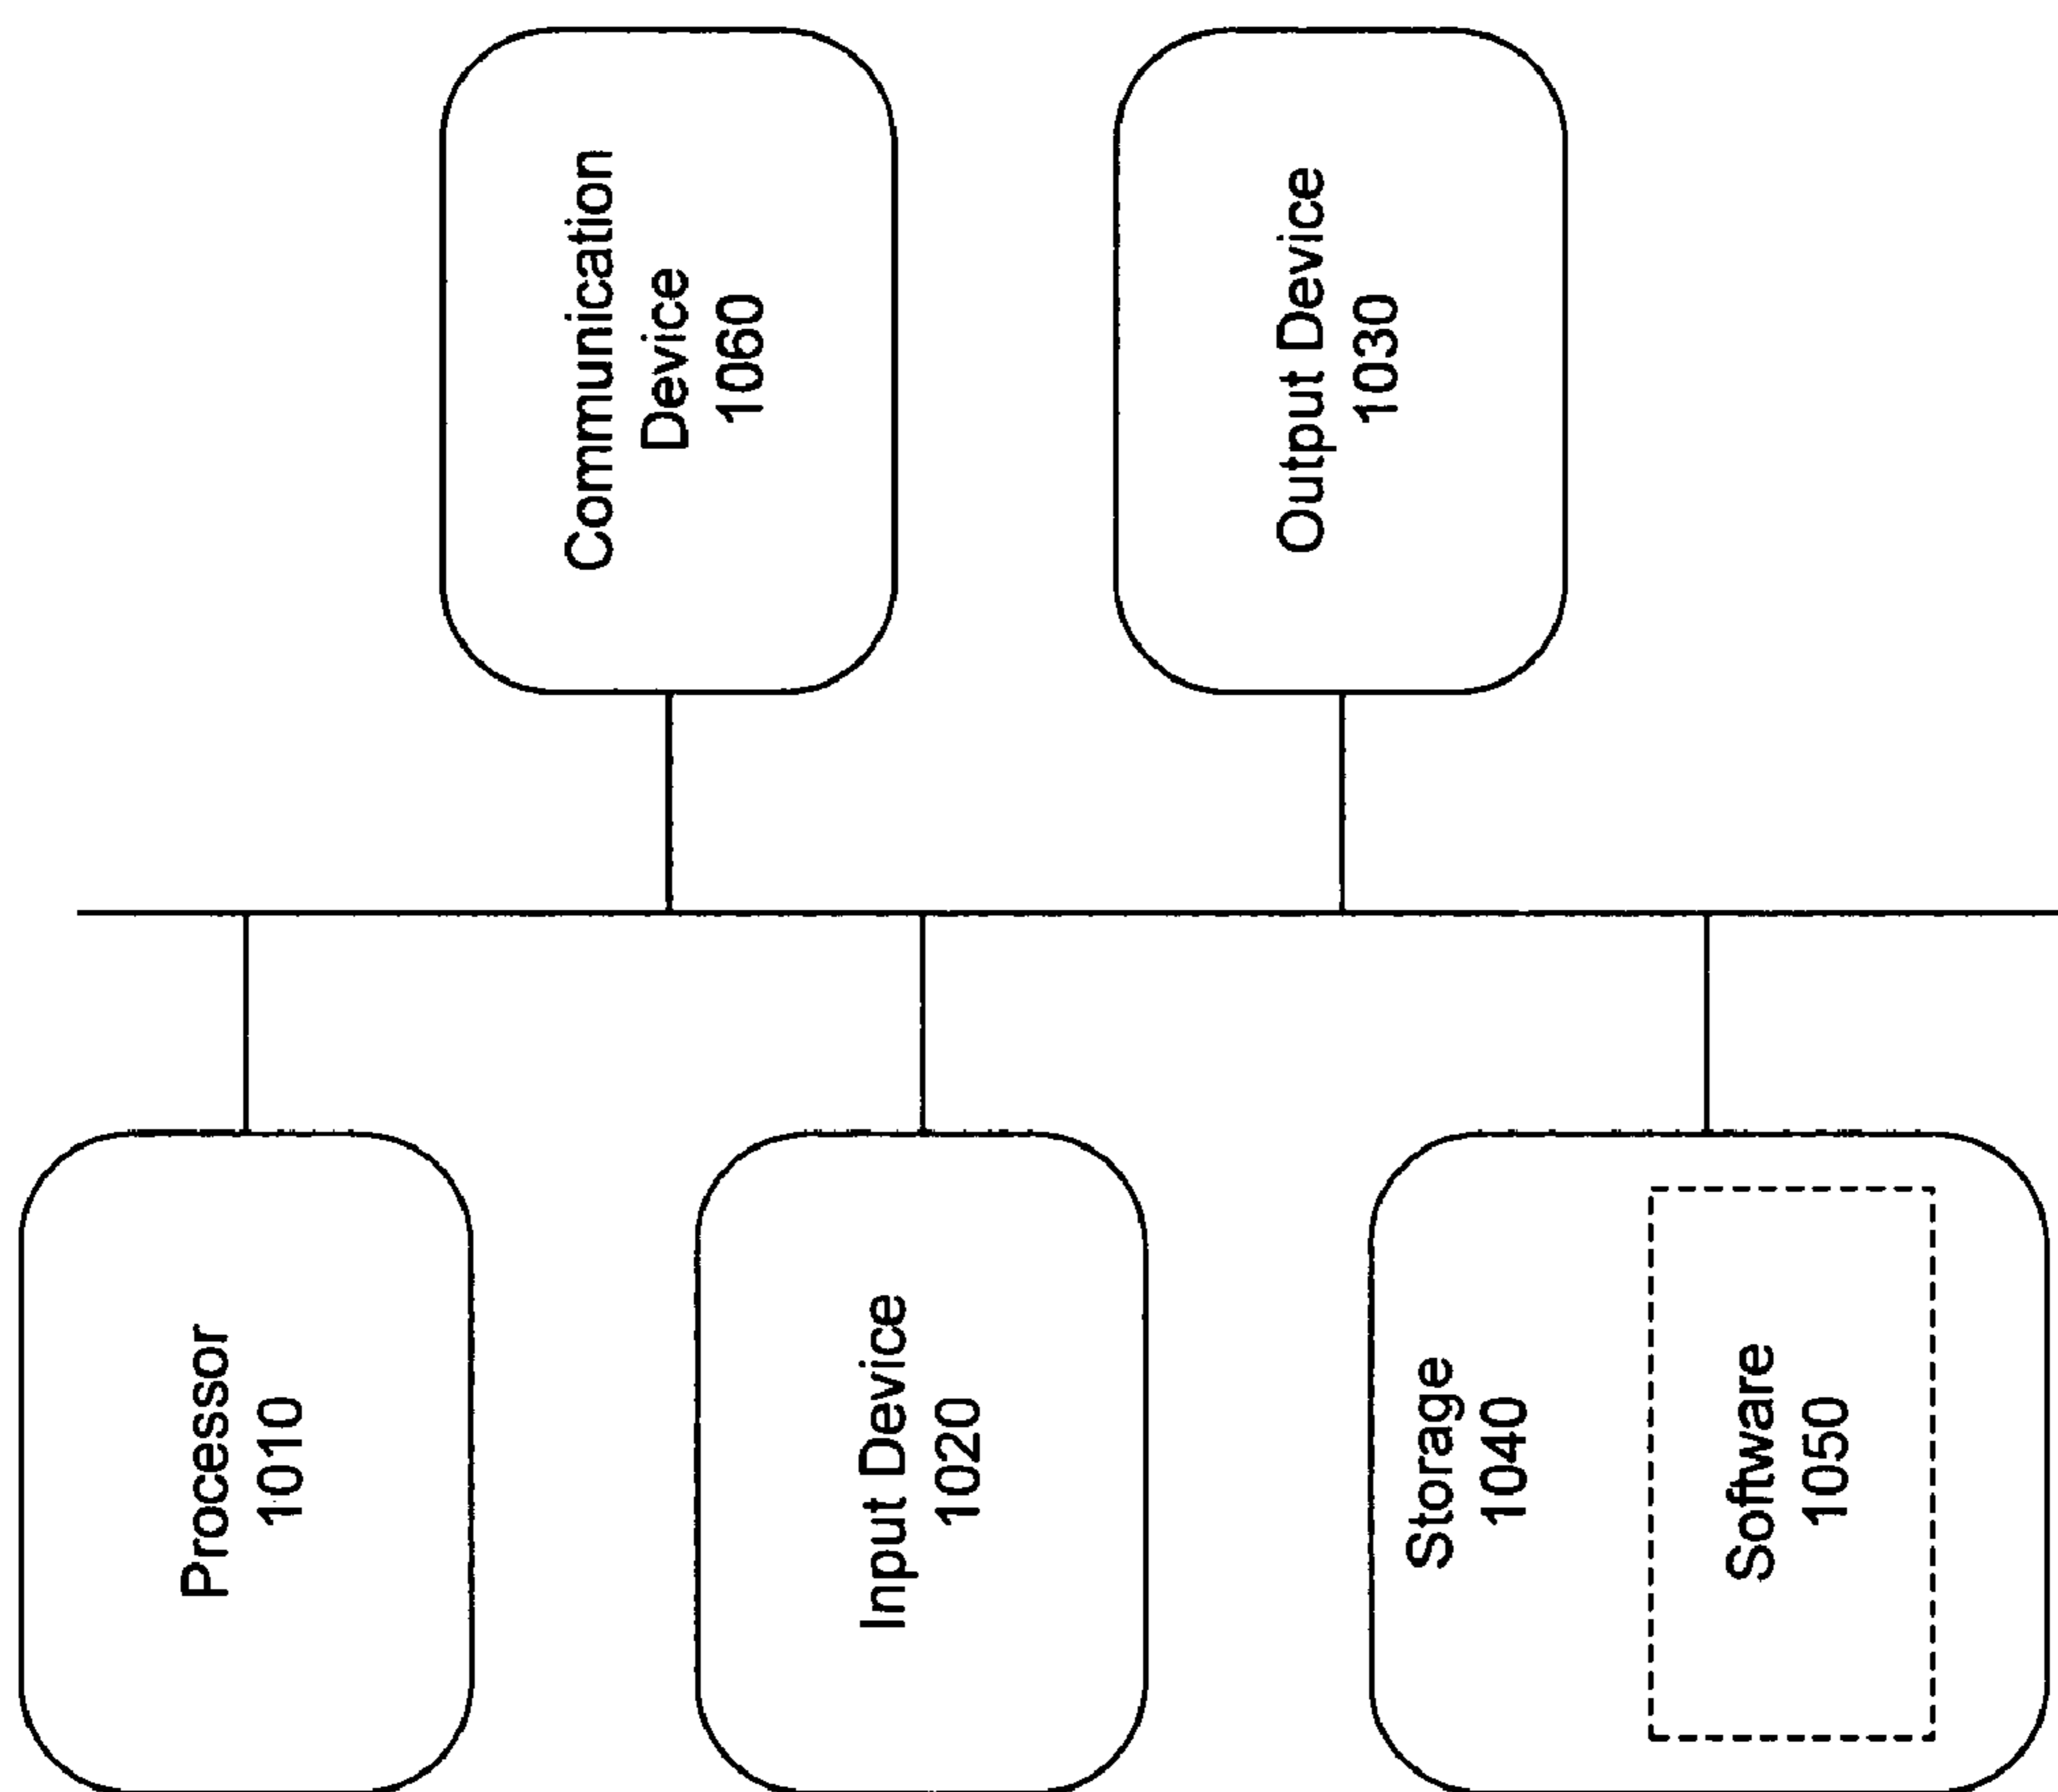 Processor
1010
Communication
Device
1060
Input Device
1020
Output Device
1030
Storage
1040
Software
1050